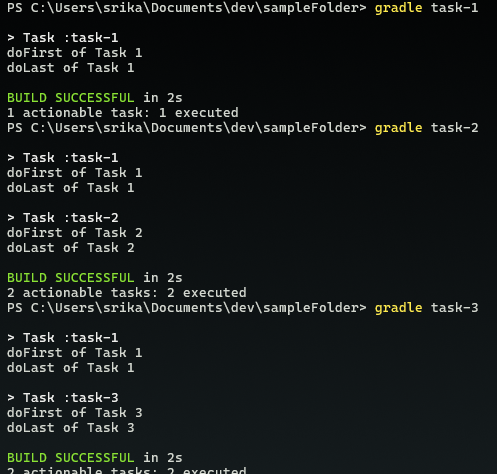 PS C:\Users\srika\Documents\dev\sampleFolder> gradle task-1
> Task :task-1
doFirst of Task 1
doLast of Task 1
BUILD SUCCESSFUL in 2s
1 actionable task: 1 executed
PS C:\Users\srika\Documents\dev\sampleFolder> gradle task-2
> Task :task-1
doFirst of Task 1
doLast of Task 1
> Task :task-2
doFirst of Task 2
doLast of Task 2
BUILD SUCCESSFUL in 2s
2 actionable tasks: 2 executed
PS C:\Users\srika\Documents\dev\sampleFolder> gradle task-3
> Task :task-1
doFirst of Task 1
doLast of Task 1
> Task :task-3
doFirst of Task 3
doLast of Task 3
BUILD SUCCESSFUL in 2s
2 actionable tasks: 2 executed